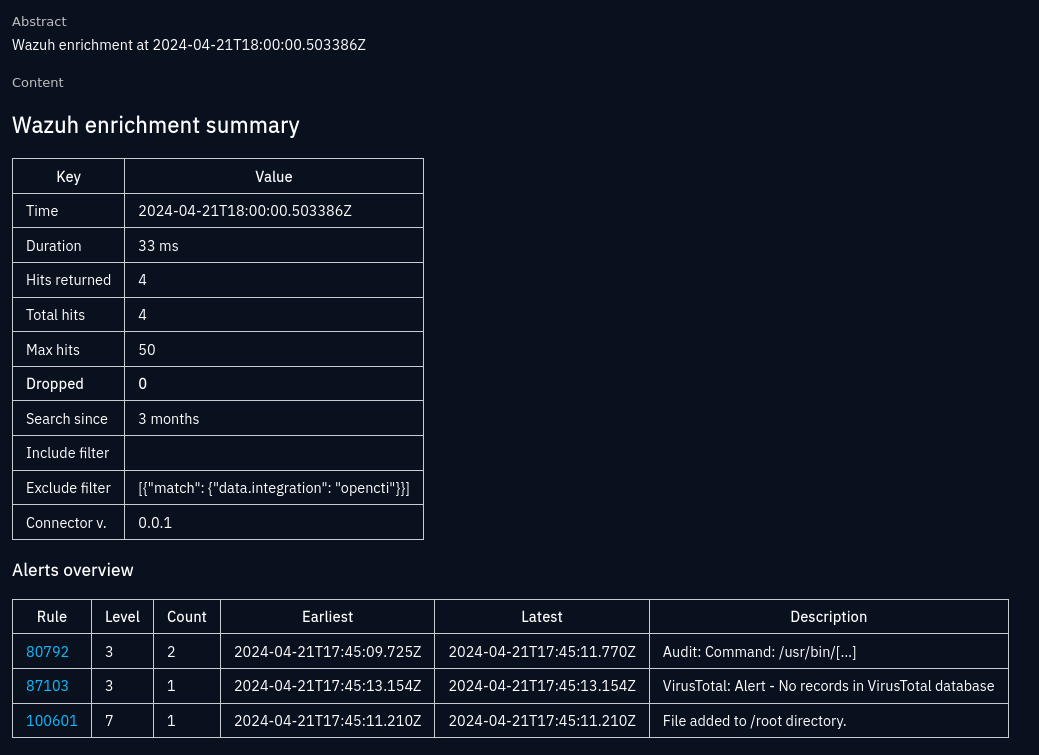 Abstract
Wazuh enrichment at 2024-04-21T18:00:00.503386Z
Content
Wazuh enrichment summary
Key Value
Time 2024-04-21T18:00:00.503386Z
Duration 33 ms
Hits returned 4
Total hits 4
Max hits 50
Dropped 0
Search since 3 months
Include filter
Exclude filter [{"match": {"data.integration": "opencti"}}]
Connector v. 0.0.1
Alerts overview
Rule Level Count Earliest Latest Description
80792 3 2 2024-04-21T17:45:09.725Z 2024-04-21T17:45:11.770Z Audit: Command: /usr/bin/[...]
87103 3 1 2024-04-21T17:45:13.154Z 2024-04-21T17:45:13.154Z VirusTotal: Alert - No records in VirusTotal database
100601 7 1 2024-04-21T17:45:11.210Z 2024-04-21T17:45:11.210Z File added to /root directory.